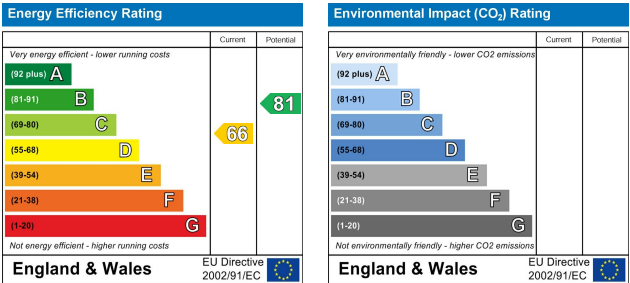 Energy Efficiency Rating
Current Potential
Very energy efficient - lower running costs
(92 plus) A
(81-91) B
81
(69-80) C
66
(55-68) D
(39-54) E
(21-38) F
(1-20) G
Not energy efficient - higher running costs
England & Wales
EU Directive
2002/91/EC
Environmental Impact (CO2) Rating
Current Potential
Very environmentally friendly - lower CO2 emissions
(92 plus) A
(81-91) B
(69-80) C
(55-68) D
(39-54) E
(21-38) F
(1-20) G
Not environmentally friendly - higher CO2 emissions
England & Wales
EU Directive
2002/91/EC